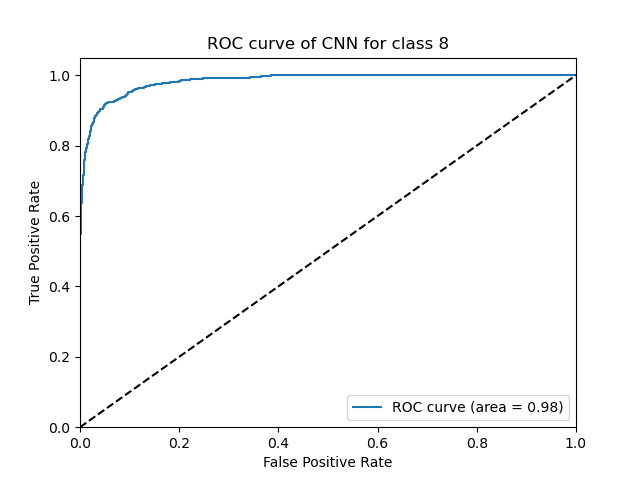 ROC curve of CNN for class 8
True Positive Rate
1.0
0.8
0.6
0.4
0.2
0.0
ROC curve (area = 0.98)
0.0 0.2 0.4 0.6 0.8 1.0
False Positive Rate